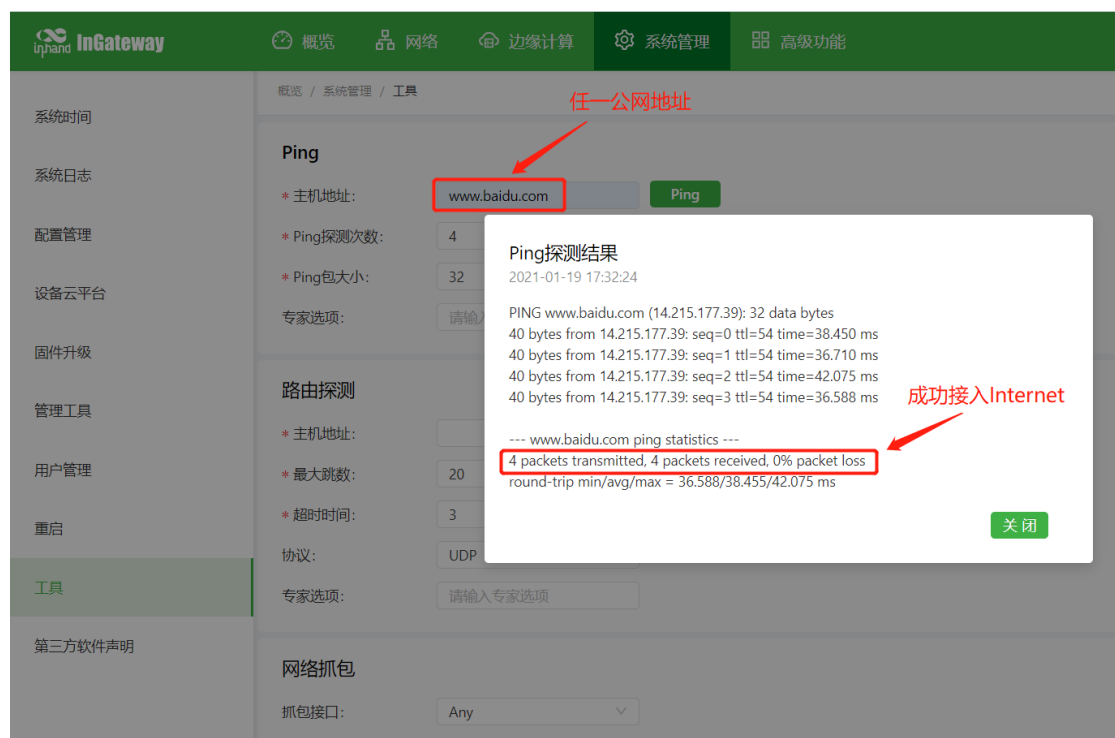 inhand InGateway
概览
网络
边缘计算
系统管理
高级功能
概览 / 系统管理 / 工具
任一公网地址
系统时间
系统日志
配置管理
设备云平台
固件升级
管理工具
用户管理
重启
工具
第三方软件声明
Ping
* 主机地址: www.baidu.com Ping
* Ping探测次数: 4
* Ping包大小: 32
专家选项: 请输入
Ping探测结果
2021-01-19 17:32:24
PING www.baidu.com (14.215.177.39): 32 data bytes
40 bytes from 14.215.177.39: seq=0 ttl=54 time=38.450 ms
40 bytes from 14.215.177.39: seq=1 ttl=54 time=36.710 ms
40 bytes from 14.215.177.39: seq=2 ttl=54 time=42.075 ms
40 bytes from 14.215.177.39: seq=3 ttl=54 time=36.588 ms
成功接入Internet
--- www.baidu.com ping statistics ---
4 packets transmitted, 4 packets received, 0% packet loss
round-trip min/avg/max = 36.588/38.455/42.075 ms
关 闭
路由探测
* 主机地址:
* 最大跳数: 20
* 超时时间: 3
协议: UDP
专家选项: 请输入专家选项
网络抓包
抓包接口: Any